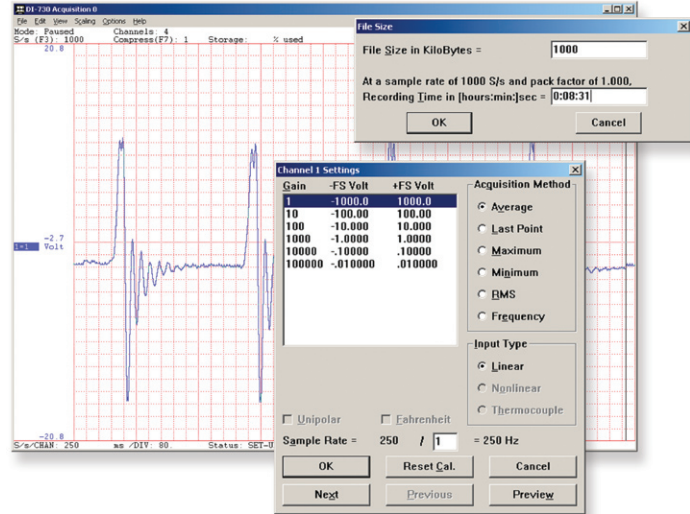 DI-730 Acquisition 0
File Edit View Scaling Options Help
Mode: Paused Channels: 4
S/s (F3): 1000 Compress(F7): 1 Storage: % used
20.8
-2.7
1=1 Volt
-20.8
S/s/CHAN: 250 ms /DIV: 80. Status: SET-U
File Size
File Size in KiloBytes = 1000
At a sample rate of 1000 S/s and pack factor of 1.000,
Recording Time in [hours:min:]sec = 0:08:31
OK Cancel
Channel 1 Settings
Gain -FS Volt +FS Volt
1 -1000.0 1000.0
10 -100.00 100.00
100 -10.000 10.000
1000 -1.0000 1.0000
10000 -.10000 .10000
100000 -.010000 .010000
Acquisition Method
Average
Last Point
Maximum
Minimum
RMS
Frequency
Input Type
Linear
Nonlinear
Thermocouple
Unipolar Fahrenheit
Sample Rate = 250 / 1 = 250 Hz
OK Reset Cal. Cancel
Next Previous Preview